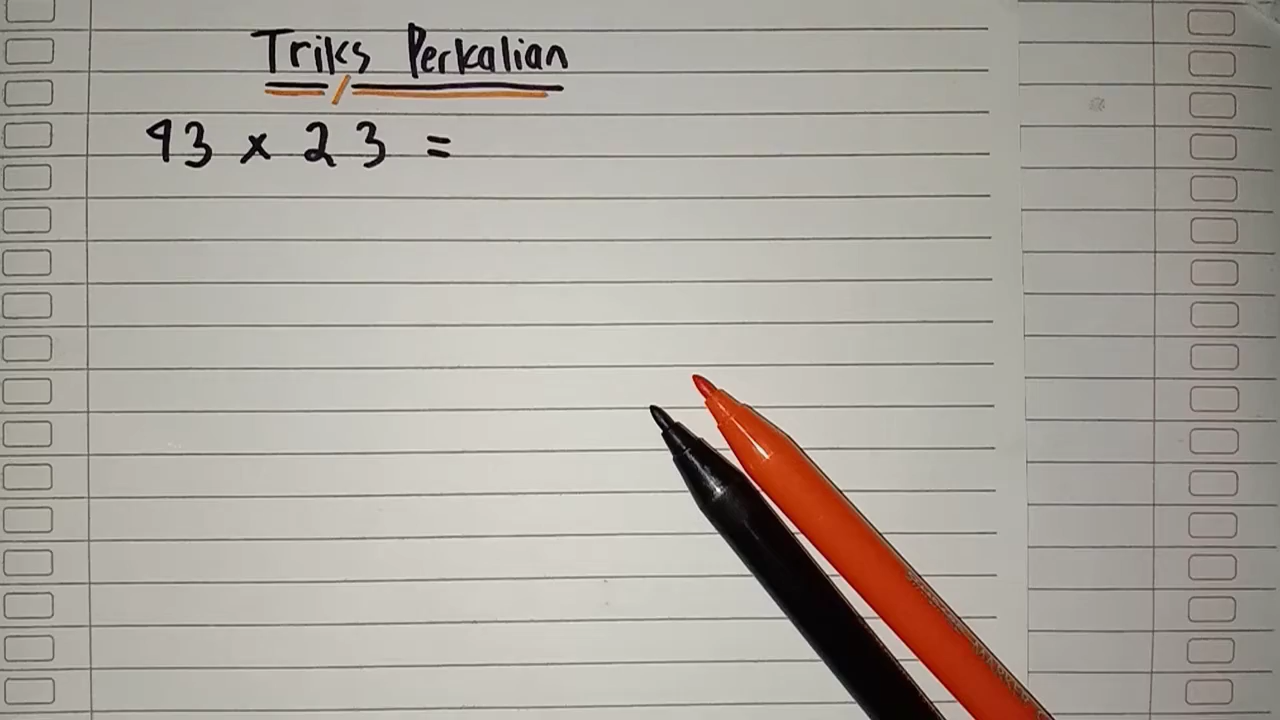 Triks Perkalian
43 x 23 =